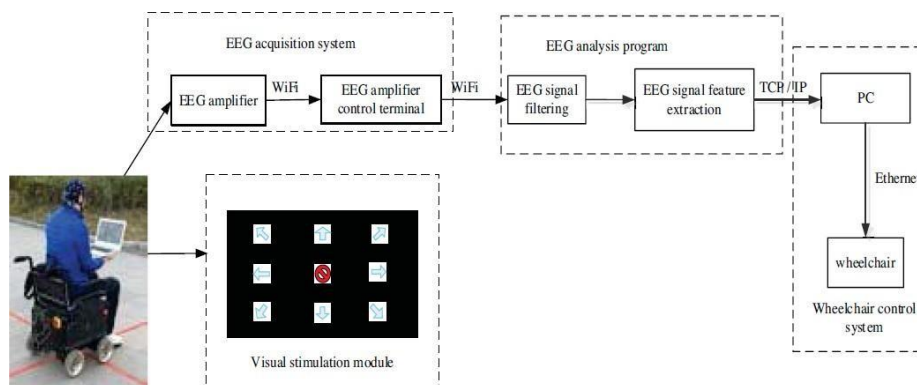 EEG acquisition system
EEG amplifier
WiFi
EEG amplifier
control terminal
WiFi
EEG analysis program
EEG signal
filtering
EEG signal feature
extraction
TCP / IP
PC
Ethernet
wheelchair
Wheelchair control
system
Visual stimulation module